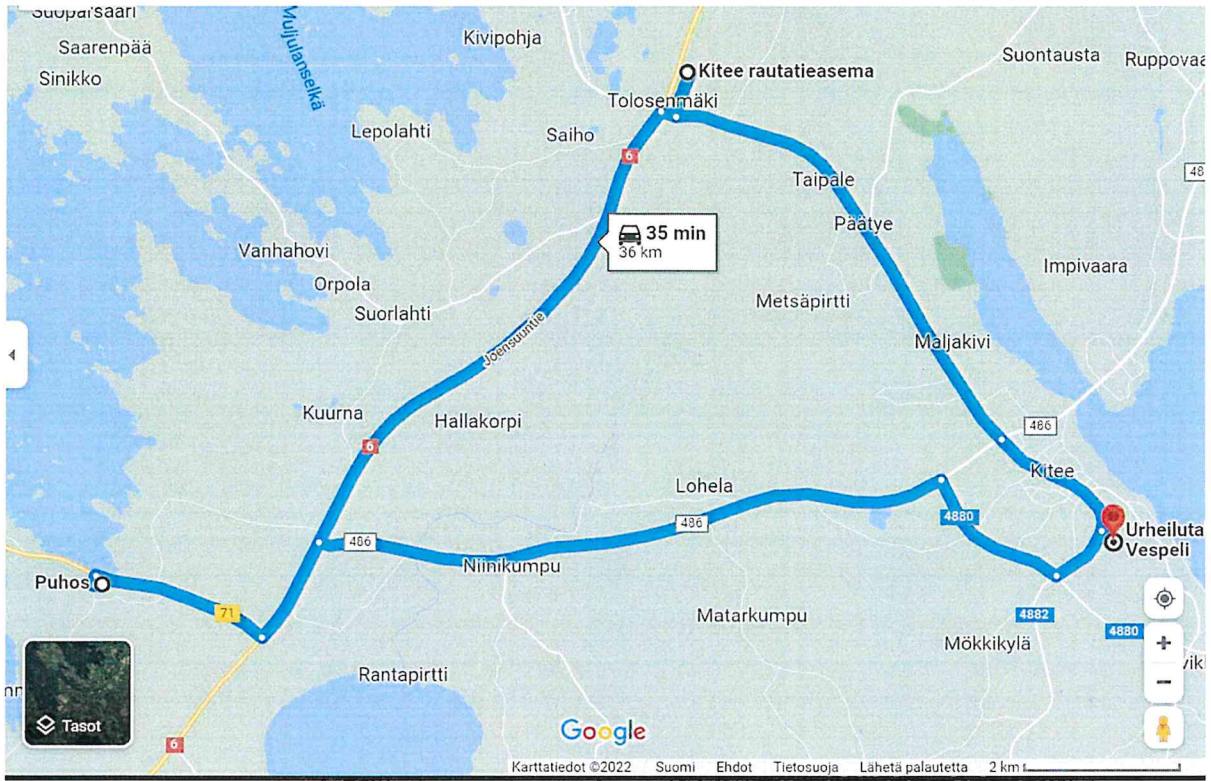 Suoparsaari
Saarenpää
Sinikko
Muljulanselkä
Kivipohja
Kitee rautatieasema
Suontausta
Tolosenmäki
Lepolahti
Saiho
6
Taipale
48
Päätye
35 min
36 km
Vanhahovi
Orpola
Suorlahti
Metsäpirtti
Impivaara
Joensuuntie
Maljakivi
Kuurna
Hallakorpi
6
486
Kitee
Lohela
486
4880
Urheiluta
Vespeli
486
Niinikumpu
Puhos
71
Matarkumpu
4882
4880
Mökkikylä
Rantapirtti
Tasot
6
Google
Karttatiedot ©2022 Suomi Ehdot Tietosuoja Lähetä palautetta 2 km